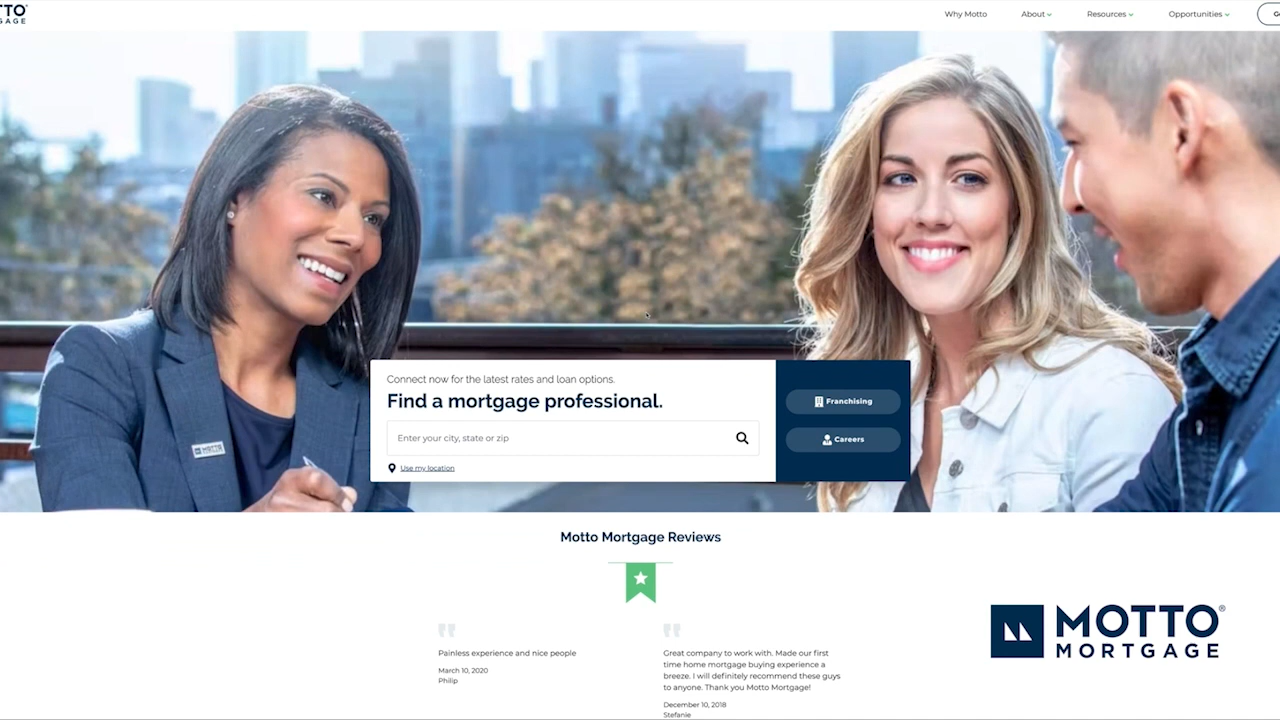 TTO
GAGE
Why Motto
About
Resources
Opportunities
MOTTO
Connect now for the latest rates and loan options.
Find a mortgage professional.
Enter your city, state or zip
Use my location
Franchising
Careers
Motto Mortgage Reviews
Painless experience and nice people
March 10, 2020
Philip
Great company to work with. Made our first
time home mortgage buying experience a
breeze. I will definitely recommend these guys
to anyone. Thank you Motto Mortgage!
December 10, 2018
Stefanie
MOTTO®
MORTGAGE